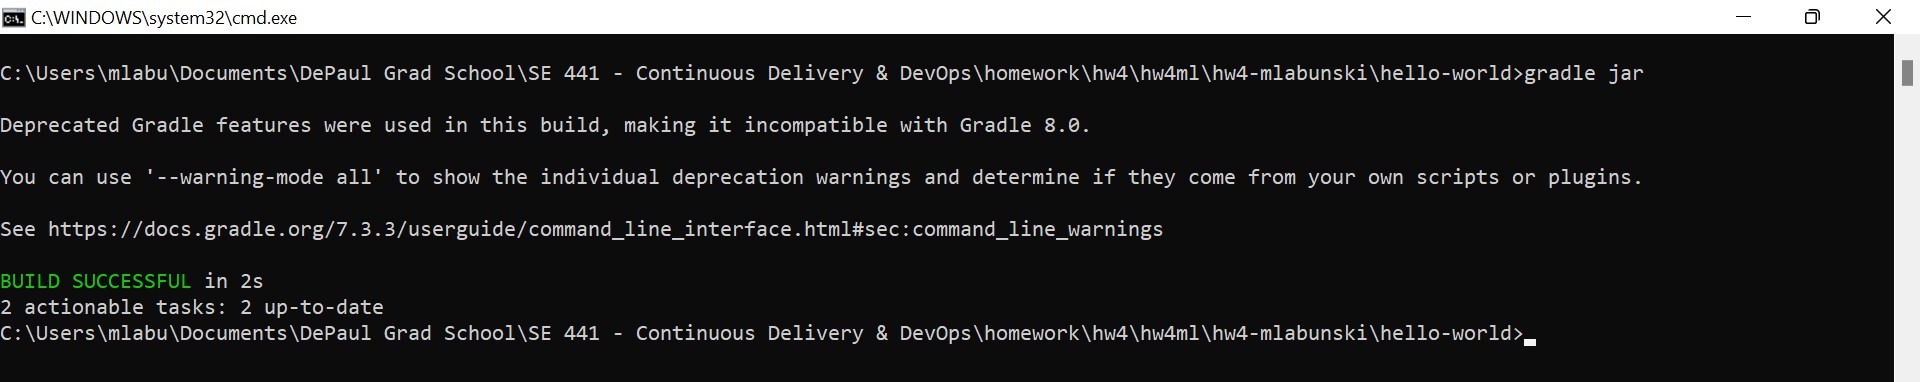 C:\WINDOWS\system32\cmd.exe
C:\Users\mlabu\Documents\DePaul Grad School\SE 441 - Continuous Delivery & DevOps\homework\hw4\hw4ml\hw4-mlabunski\hello-world>gradle jar
Deprecated Gradle features were used in this build, making it incompatible with Gradle 8.0.
You can use '--warning-mode all' to show the individual deprecation warnings and determine if they come from your own scripts or plugins.
See https://docs.gradle.org/7.3.3/userguide/command_line_interface.html#sec:command_line_warnings
BUILD SUCCESSFUL in 2s
2 actionable tasks: 2 up-to-date
C:\Users\mlabu\Documents\DePaul Grad School\SE 441 - Continuous Delivery & DevOps\homework\hw4\hw4ml\hw4-mlabunski\hello-world>